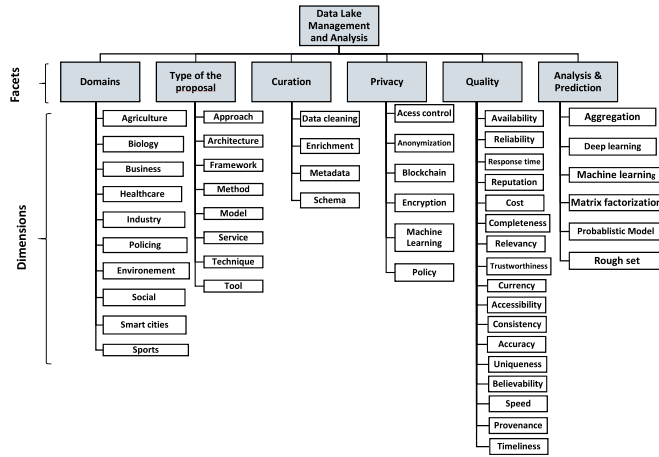 Data Lake
Management
and Analysis
Facets
Domains
Type of the
proposal
Curation
Privacy
Quality
Analysis &
Prediction
Dimensions
Agriculture
Biology
Business
Healthcare
Industry
Policing
Environement
Social
Smart cities
Sports
Approach
Architecture
Framework
Method
Model
Service
Technique
Tool
Data cleaning
Enrichment
Metadata
Schema
Acess control
Anonymization
Blockchain
Encryption
Machine
Learning
Policy
Availability
Reliability
Response time
Reputation
Cost
Completeness
Relevancy
Trustworthiness
Currency
Accessibility
Consistency
Accuracy
Uniqueness
Believability
Speed
Provenance
Timeliness
Aggregation
Deep learning
Machine learning
Matrix factorization
Probablistic Model
Rough set